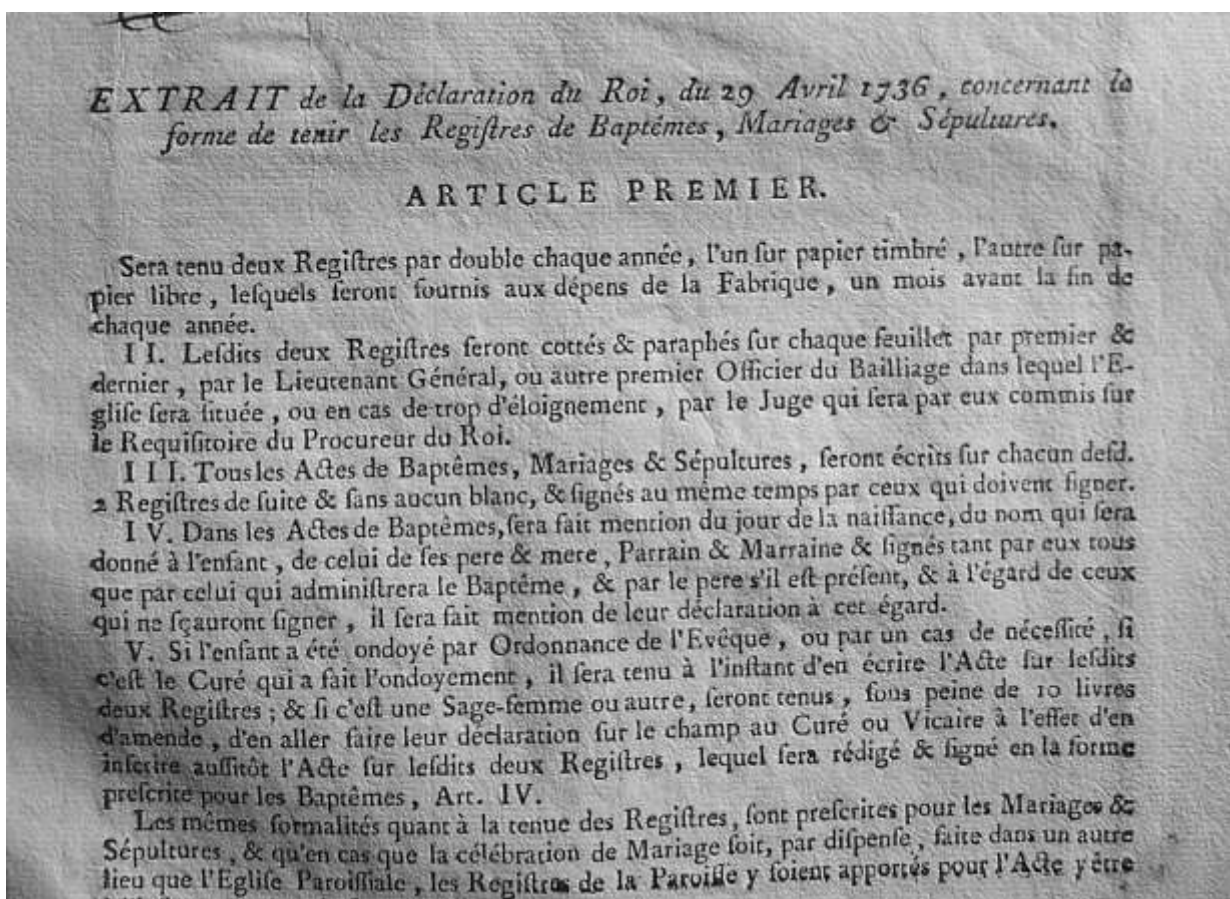 EXTRAIT de la Déclaration du Roi, du 29 Avril 1736, concernant la
forme de tenir les Regiſtres de Baptêmes, Mariages & Sépultures.
ARTICLE PREMIER.
Sera tenu deux Regiſtres par double chaque année, l'un ſur papier timbré, l'autre ſur pa-
pier libre, leſquels ſeront fournis aux dépens de la Fabrique, un mois avant la fin de
chaque année.
II. Leſdits deux Regiſtres ſeront cottés & paraphés ſur chaque feuillet par premier &
dernier, par le Lieutenant Général, ou autre premier Officier du Bailliage dans lequel l'E-
gliſe ſera ſituée, ou en cas de trop d'éloignement, par le Juge qui ſera par eux commis ſur
le Requiſitoire du Procureur du Roi.
III. Tous les Actes de Baptêmes, Mariages & Sépultures, ſeront écrits ſur chacun deſd.
2 Regiſtres de ſuite & ſans aucun blanc, & ſignés au même temps par ceux qui doivent ſigner.
IV. Dans les Actes de Baptêmes, ſera fait mention du jour de la naiſſance, du nom qui ſera
donné à l'enfant, de celui de ſes pere & mere, Parrain & Marraine & ſignés tant par eux tous
que par celui qui adminiſtrera le Baptême, & par le pere s'il eſt préſent, & à l'égard de ceux
qui ne ſçauront ſigner, il ſera fait mention de leur déclaration à cet égard.
V. Si l'enfant a été ondoyé par Ordonnance de l'Evêque, ou par un cas de néceſſité, ſi
c'eſt le Curé qui a fait l'ondoyement, il ſera tenu à l'inſtant d'en écrire l'Acte ſur leſdits
deux Regiſtres; & ſi c'eſt une Sage-femme ou autre, ſeront tenus, ſous peine de 10 livres
d'amende, d'en aller faire leur déclaration ſur le champ au Curé ou Vicaire à l'effet d'en
inſcrire auſſitôt l'Acte ſur leſdits deux Regiſtres, lequel ſera rédigé & ſigné en la forme
preſcrite pour les Baptêmes, Art. IV.
Les mêmes formalités quant à la tenue des Regiſtres, ſont preſcrites pour les Mariages &
Sépultures, & qu'en cas que la célébration de Mariage ſoit, par diſpenſe, faite dans un autre
lieu que l'Egliſe Paroiſſiale, les Regiſtres de la Paroiſſe y ſoient apportés pour l'Acte y être